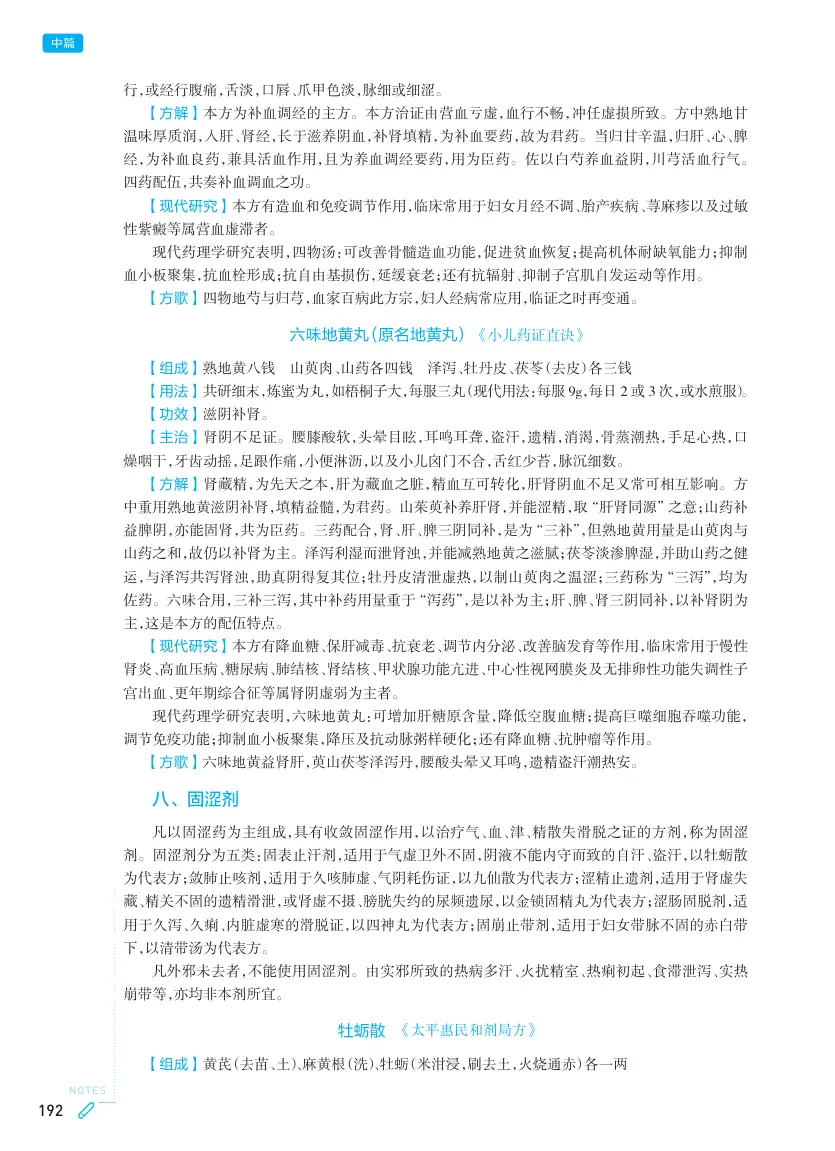 中篇
行,或经行腹痛,舌淡,口唇、爪甲色淡,脉细或细涩。
【方解】本方为补血调经的主方。本方治证由营血亏虚,血行不畅,冲任虚损所致。方中熟地甘
温味厚质润,入肝、肾经,长于滋养阴血,补肾填精,为补血要药,故为君药。当归甘辛温,归肝、心、脾
经,为补血良药,兼具活血作用,且为养血调经要药,用为臣药。佐以白芍养血益阴,川芎活血行气。
四药配伍,共奏补血调血之功。
【现代研究】本方有造血和免疫调节作用,临床常用于妇女月经不调、胎产疾病、荨麻疹以及过敏
性紫癜等属营血虚滞者。
现代药理学研究表明,四物汤:可改善骨髓造血功能,促进贫血恢复;提高机体耐缺氧能力;抑制
血小板聚集,抗血栓形成;抗自由基损伤,延缓衰老;还有抗辐射、抑制子宫肌自发运动等作用。
【方歌】四物地芍与归芎,血家百病此方宗,妇人经病常应用,临证之时再变通。
六味地黄丸(原名地黄丸)《小儿药证直诀》
【组成】熟地黄八钱 山萸肉、山药各四钱 泽泻、牡丹皮、茯苓(去皮)各三钱
【用法】共研细末,炼蜜为丸,如梧桐子大,每服三丸(现代用法:每服9g,每日2或3次,或水煎服)。
【功效】滋阴补肾。
【主治】肾阴不足证。腰膝酸软,头晕目眩,耳鸣耳聋,盗汗,遗精,消渴,骨蒸潮热,手足心热,口
燥咽干,牙齿动摇,足跟作痛,小便淋沥,以及小儿囟门不合,舌红少苔,脉沉细数。
【方解】肾藏精,为先天之本,肝为藏血之脏,精血互可转化,肝肾阴血不足又常可相互影响。方
中重用熟地黄滋阴补肾,填精益髓,为君药。山茱萸补养肝肾,并能涩精,取“肝肾同源”之意;山药补
益脾阴,亦能固肾,共为臣药。三药配合,肾、肝、脾三阴同补,是为“三补”,但熟地黄用量是山萸肉与
山药之和,故仍以补肾为主。泽泻利湿而泄肾浊,并能减熟地黄之滋腻;茯苓淡渗脾湿,并助山药之健
运,与泽泻共泻肾浊,助真阴得复其位;牡丹皮清泄虚热,以制山萸肉之温涩;三药称为“三泻”,均为
佐药。六味合用,三补三泻,其中补药用量重于“泻药”,是以补为主;肝、脾、肾三阴同补,以补肾阴为
主,这是本方的配伍特点。
【现代研究】本方有降血糖、保肝减毒、抗衰老、调节内分泌、改善脑发育等作用,临床常用于慢性
肾炎、高血压病、糖尿病、肺结核、肾结核、甲状腺功能亢进、中心性视网膜炎及无排卵性功能失调性子
宫出血、更年期综合征等属肾阴虚弱为主者。
现代药理学研究表明,六味地黄丸:可增加肝糖原含量,降低空腹血糖;提高巨噬细胞吞噬功能,
调节免疫功能;抑制血小板聚集,降压及抗动脉粥样硬化;还有降血糖、抗肿瘤等作用。
【方歌】六味地黄益肾肝,萸山茯苓泽泻丹,腰酸头晕又耳鸣,遗精盗汗潮热安。
八、固涩剂
凡以固涩药为主组成,具有收敛固涩作用,以治疗气、血、津、精散失滑脱之证的方剂,称为固涩
剂。固涩剂分为五类:固表止汗剂,适用于气虚卫外不固,阴液不能内守而致的自汗、盗汗,以牡蛎散
为代表方;敛肺止咳剂,适用于久咳肺虚、气阴耗伤证,以九仙散为代表方;涩精止遗剂,适用于肾虚失
藏、精关不固的遗精滑泄,或肾虚不摄、膀胱失约的尿频遗尿,以金锁固精丸为代表方;涩肠固脱剂,适
用于久泻、久痢、内脏虚寒的滑脱证,以四神丸为代表方;固崩止带剂,适用于妇女带脉不固的赤白带
下,以清带汤为代表方。
凡外邪未去者,不能使用固涩剂。由实邪所致的热病多汗、火扰精室、热痢初起、食滞泄泻、实热
崩带等,亦均非本剂所宜。
牡蛎散 《太平惠民和剂局方》
【组成】黄芪(去苗、土)、麻黄根(洗)、牡蛎(米泔浸,刷去土,火烧通赤)各一两
NOTES
192